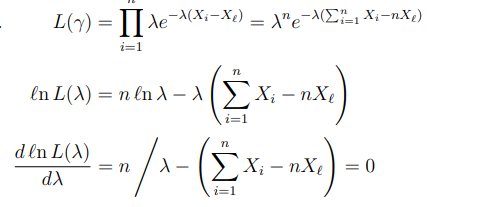 L(γ) = ∏_{i=1}^{n} λe^{−λ(X_i−X_ℓ)} = λ^n e^{−λ(∑_{i=1}^{n} X_i−nX_ℓ)}
ℓn L(λ) = n ℓn λ − λ (∑_{i=1}^{n} X_i − nX_ℓ)
d ℓn L(λ)/dλ = n / λ − (∑_{i=1}^{n} X_i − nX_ℓ) = 0